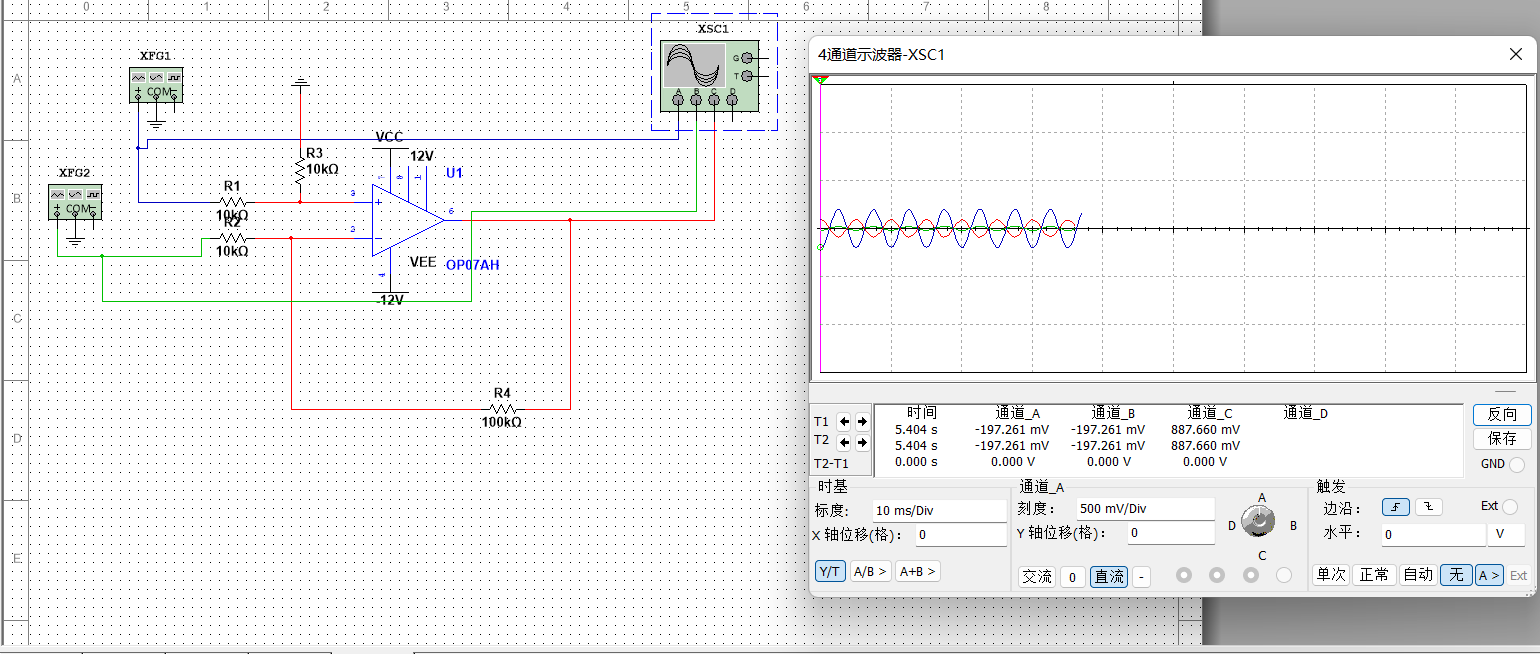 0 1 2 3 4 5 6 7 8
A
B
C
D
E
XFG1
+ COM -
XFG2
+ COM -
R3
10kΩ
R1
10kΩ
R2
10kΩ
VCC
12V
U1
3
2
6
4
+
VEE
OP07AH
-12V
R4
100kΩ
XSC1
G
T
A B C D
4通道示波器-XSC1
时间 通道_A 通道_B 通道_C 通道_D
T1 5.404 s -197.261 mV -197.261 mV 887.660 mV
T2 5.404 s -197.261 mV -197.261 mV 887.660 mV
T2-T1 0.000 s 0.000 V 0.000 V 0.000 V
反向
保存
GND
时基
标度: 10 ms/Div
X 轴位移(格): 0
Y/T A/B > A+B >
通道_A
刻度: 500 mV/Div
Y 轴位移(格): 0
交流 0 直流 -
A
D B
C
触发
边沿: Ext
水平: 0 V
单次 正常 自动 无 A > Ext